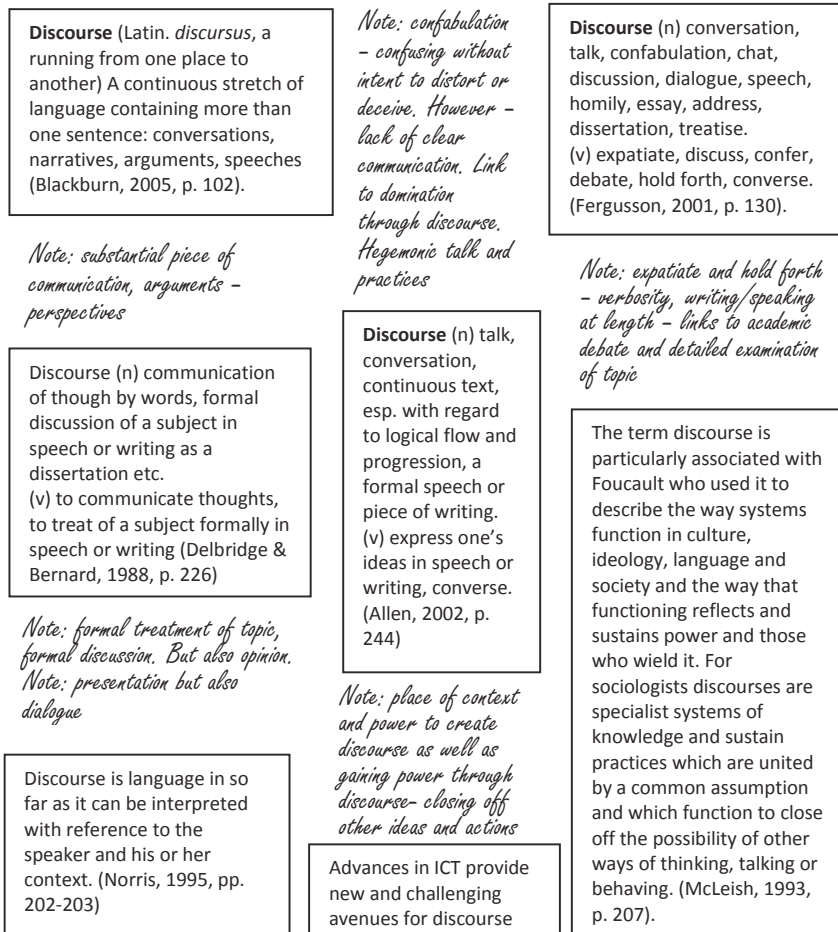 Discourse (Latin. discursus, a
running from one place to
another) A continuous stretch of
language containing more than
one sentence: conversations,
narratives, arguments, speeches
(Blackburn, 2005, p. 102).
Note: substantial piece of
communication, arguments –
perspectives
Discourse (n) communication
of though by words, formal
discussion of a subject in
speech or writing as a
dissertation etc.
(v) to communicate thoughts,
to treat of a subject formally in
speech or writing (Delbridge &
Bernard, 1988, p. 226)
Note: formal treatment of topic,
formal discussion. But also opinion.
Note: presentation but also
dialogue
Discourse is language in so
far as it can be interpreted
with reference to the
speaker and his or her
context. (Norris, 1995, pp.
202-203)
Note: confabulation
– confusing without
intent to distort or
deceive. However –
lack of clear
communication. Link
to domination
through discourse.
Hegemonic talk and
practices
Discourse (n) talk,
conversation,
continuous text,
esp. with regard
to logical flow and
progression, a
formal speech or
piece of writing.
(v) express one's
ideas in speech or
writing, converse.
(Allen, 2002, p.
244)
Note: place of context
and power to create
discourse as well as
gaining power through
discourse– closing off
other ideas and actions
Advances in ICT provide
new and challenging
avenues for discourse
Discourse (n) conversation,
talk, confabulation, chat,
discussion, dialogue, speech,
homily, essay, address,
dissertation, treatise.
(v) expatiate, discuss, confer,
debate, hold forth, converse.
(Fergusson, 2001, p. 130).
Note: expatiate and hold forth
– verbosity, writing/speaking
at length – links to academic
debate and detailed examination
of topic
The term discourse is
particularly associated with
Foucault who used it to
describe the way systems
function in culture,
ideology, language and
society and the way that
functioning reflects and
sustains power and those
who wield it. For
sociologists discourses are
specialist systems of
knowledge and sustain
practices which are united
by a common assumption
and which function to close
off the possibility of other
ways of thinking, talking or
behaving. (McLeish, 1993,
p. 207).